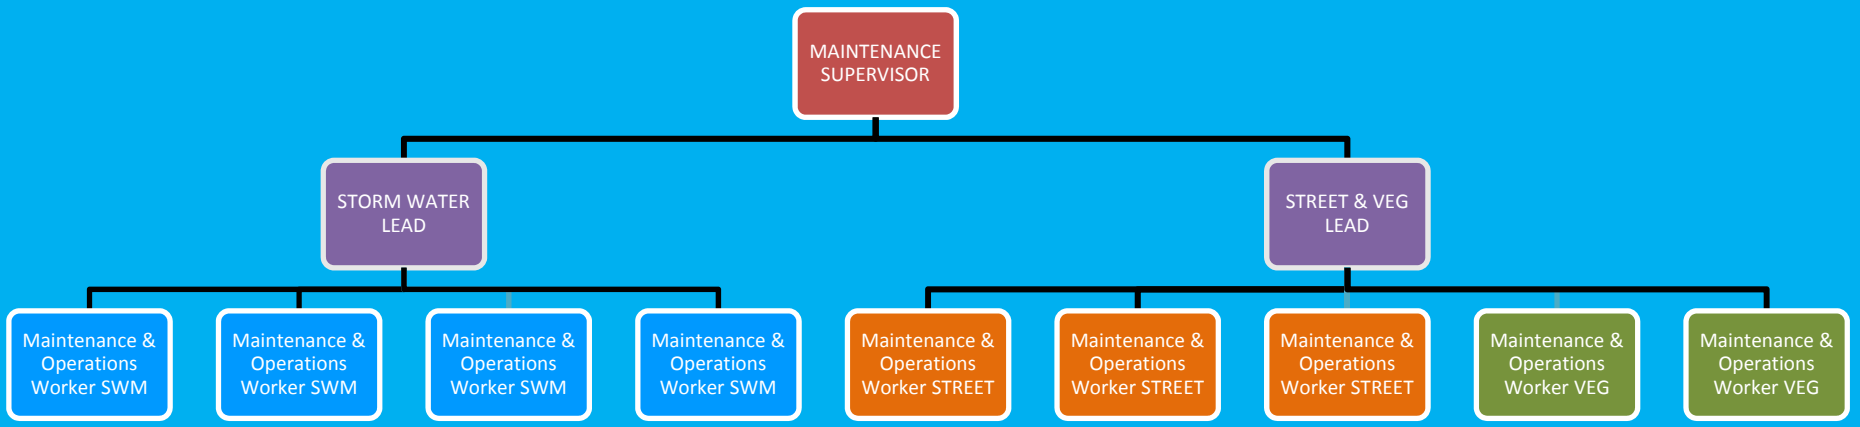 MAINTENANCE
SUPERVISOR
STORM WATER
LEAD
STREET & VEG
LEAD
Maintenance &
Operations
Worker SWM
Maintenance &
Operations
Worker SWM
Maintenance &
Operations
Worker SWM
Maintenance &
Operations
Worker SWM
Maintenance &
Operations
Worker STREET
Maintenance &
Operations
Worker STREET
Maintenance &
Operations
Worker STREET
Maintenance &
Operations
Worker VEG
Maintenance &
Operations
Worker VEG